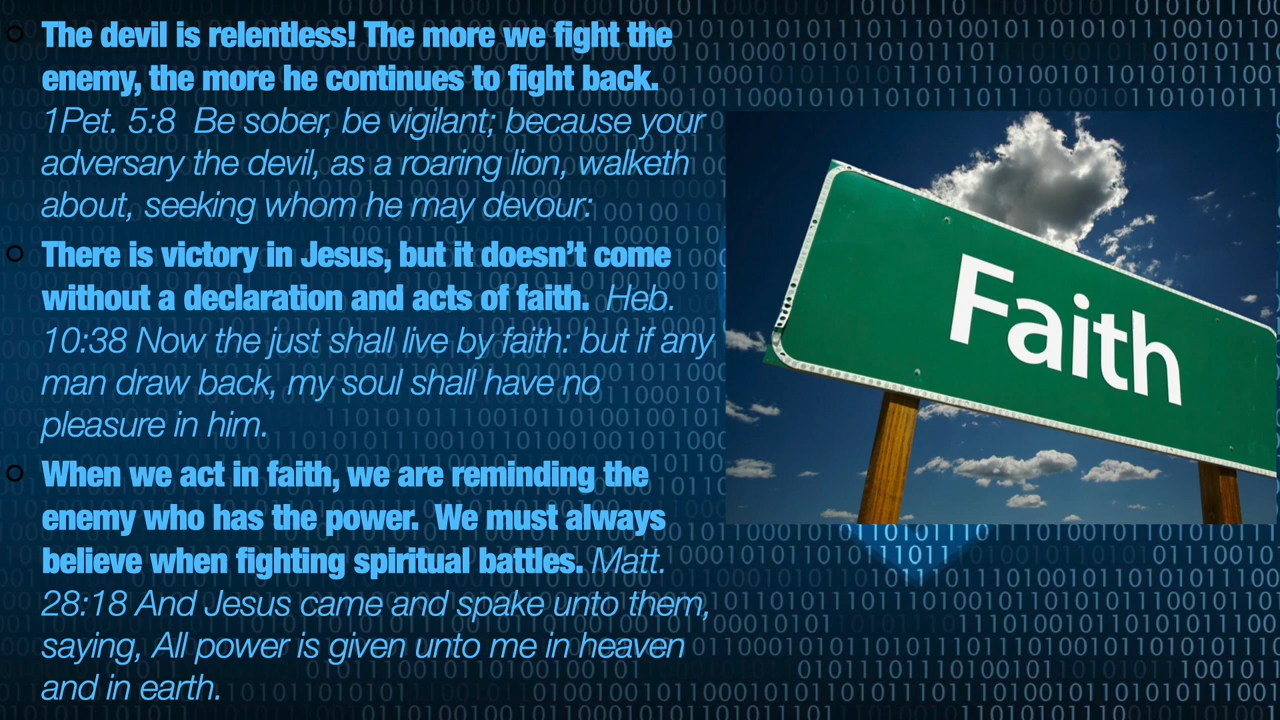 The devil is relentless! The more we fight the
enemy, the more he continues to fight back.
1Pet. 5:8  Be sober, be vigilant; because your
adversary the devil, as a roaring lion, walketh
about, seeking whom he may devour:
There is victory in Jesus, but it doesn’t come
without a declaration and acts of faith.  Heb.
10:38 Now the just shall live by faith: but if any
man draw back, my soul shall have no
pleasure in him.
When we act in faith, we are reminding the
enemy who has the power.  We must always
believe when fighting spiritual battles. Matt.
28:18 And Jesus came and spake unto them,
saying, All power is given unto me in heaven
and in earth.
Faith